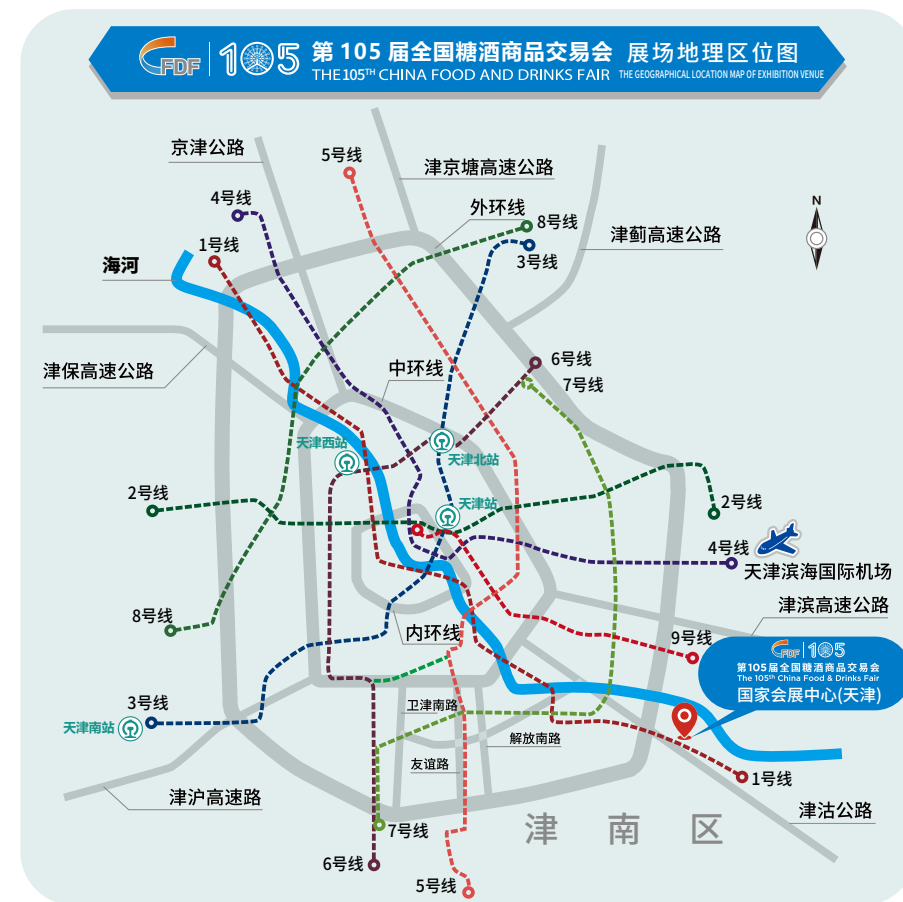 CFDF 105 第 105 届全国糖酒商品交易会 展场地理区位图
THE 105TH CHINA FOOD AND DRINKS FAIR THE GEOGRAPHICAL LOCATION MAP OF EXHIBITION VENUE
京津公路
5号线
津京塘高速公路
4号线
外环线
8号线
N
1号线
3号线
津蓟高速公路
海河
6号线
津保高速公路
中环线
7号线
天津西站
天津北站
2号线
天津站
2号线
4号线
天津滨海国际机场
8号线
津滨高速公路
内环线
9号线
CFDF 105
第105届全国糖酒商品交易会
The 105th China Food & Drinks Fair
国家会展中心(天津)
3号线
天津南站
卫津南路
解放南路
友谊路
1号线
津沪高速公路
津沽公路
7号线
津南区
6号线
5号线